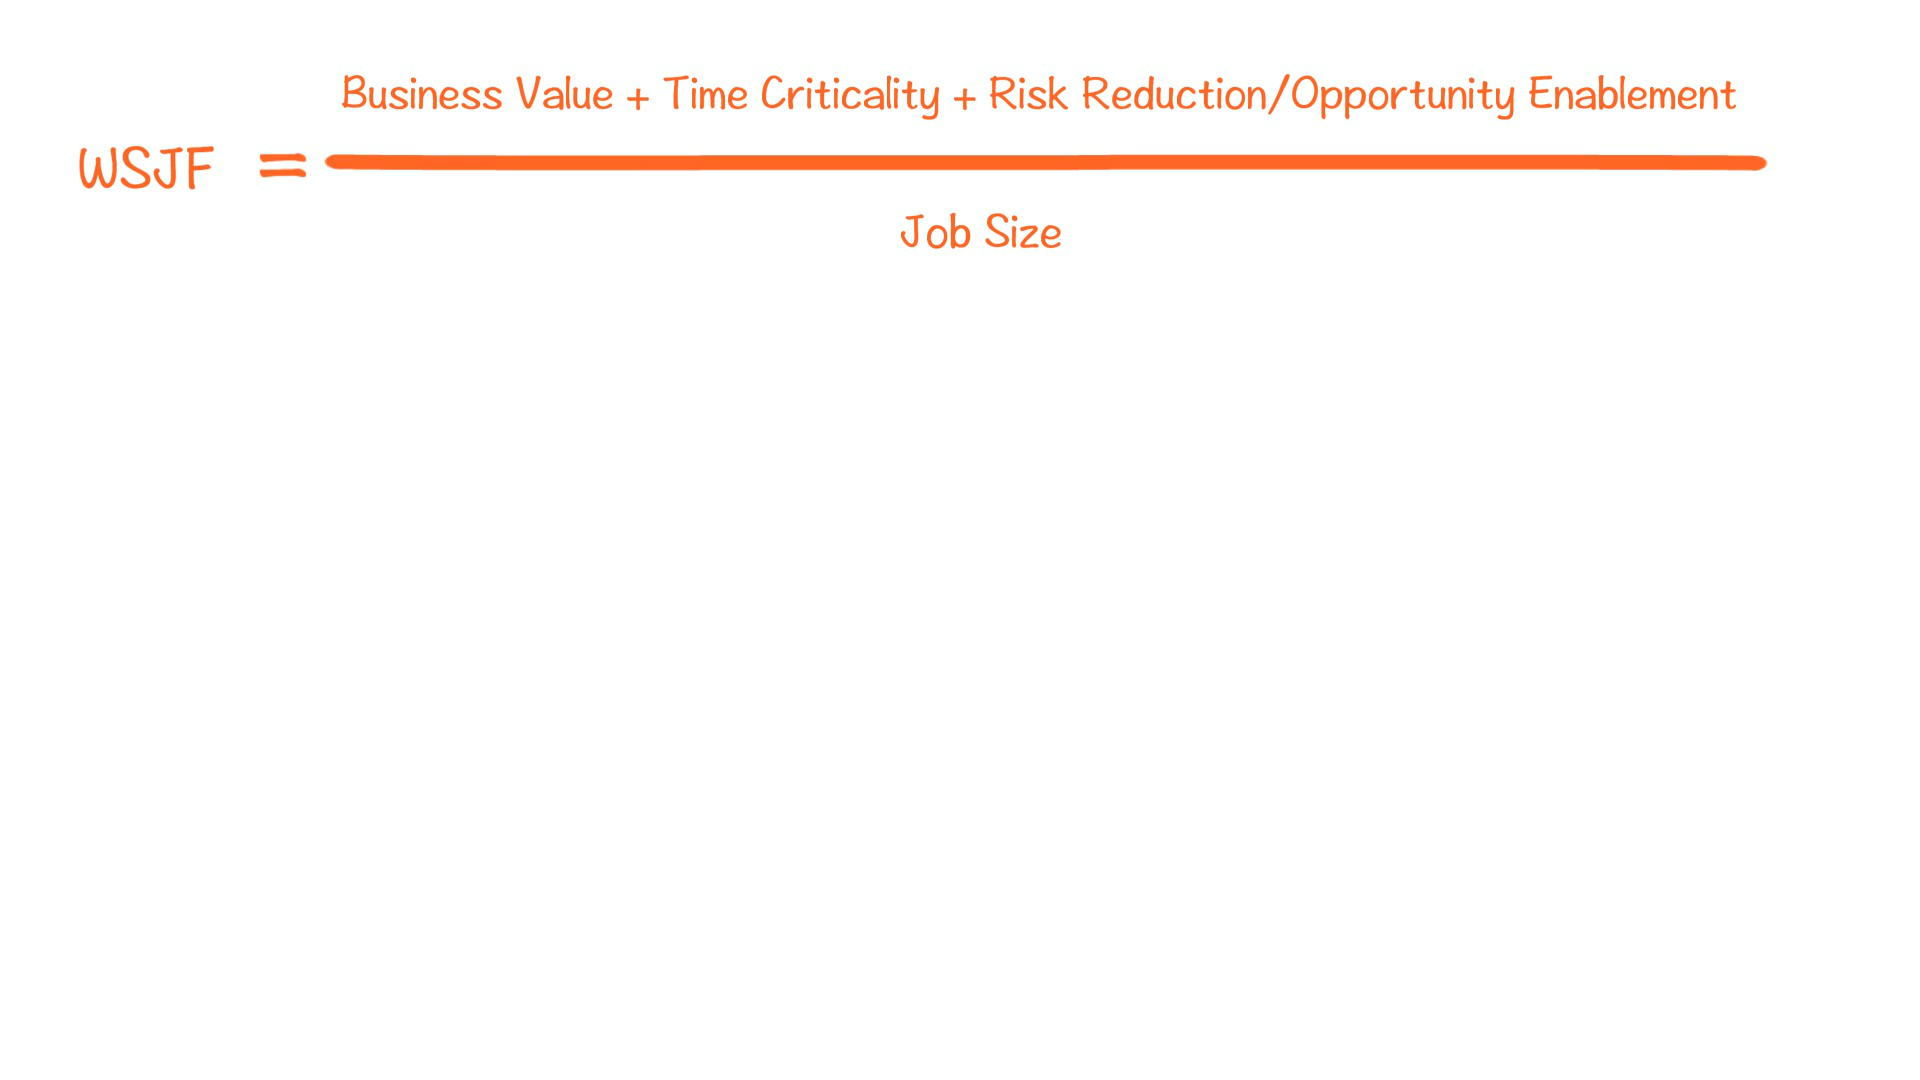 Business Value + Time Criticality + Risk Reduction/Opportunity Enablement
WSJF =
Job Size